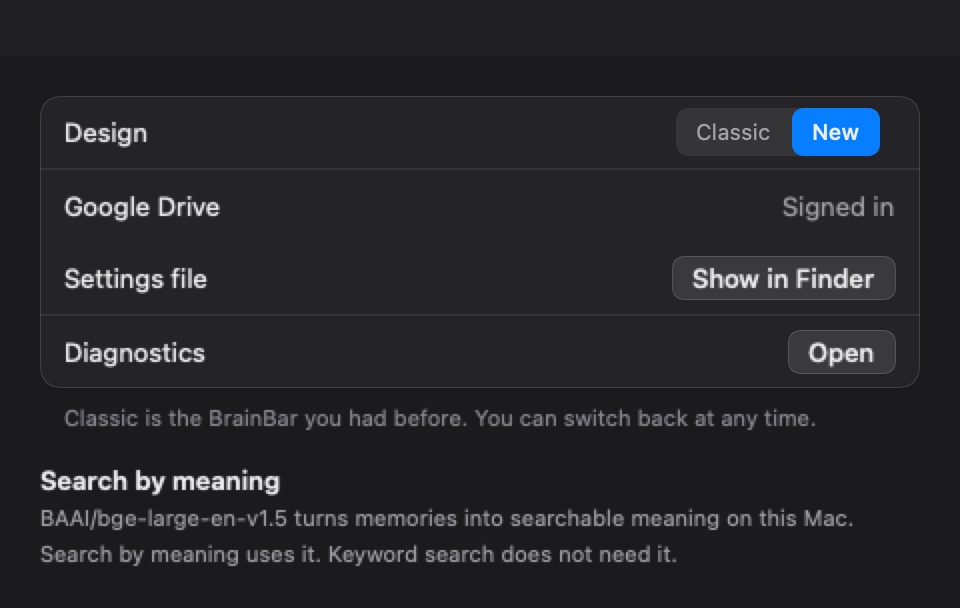 Design
Classic
New
Google Drive
Signed in
Settings file
Show in Finder
Diagnostics
Open
Classic is the BrainBar you had before. You can switch back at any time.
Search by meaning
BAAI/bge-large-en-v1.5 turns memories into searchable meaning on this Mac.
Search by meaning uses it. Keyword search does not need it.